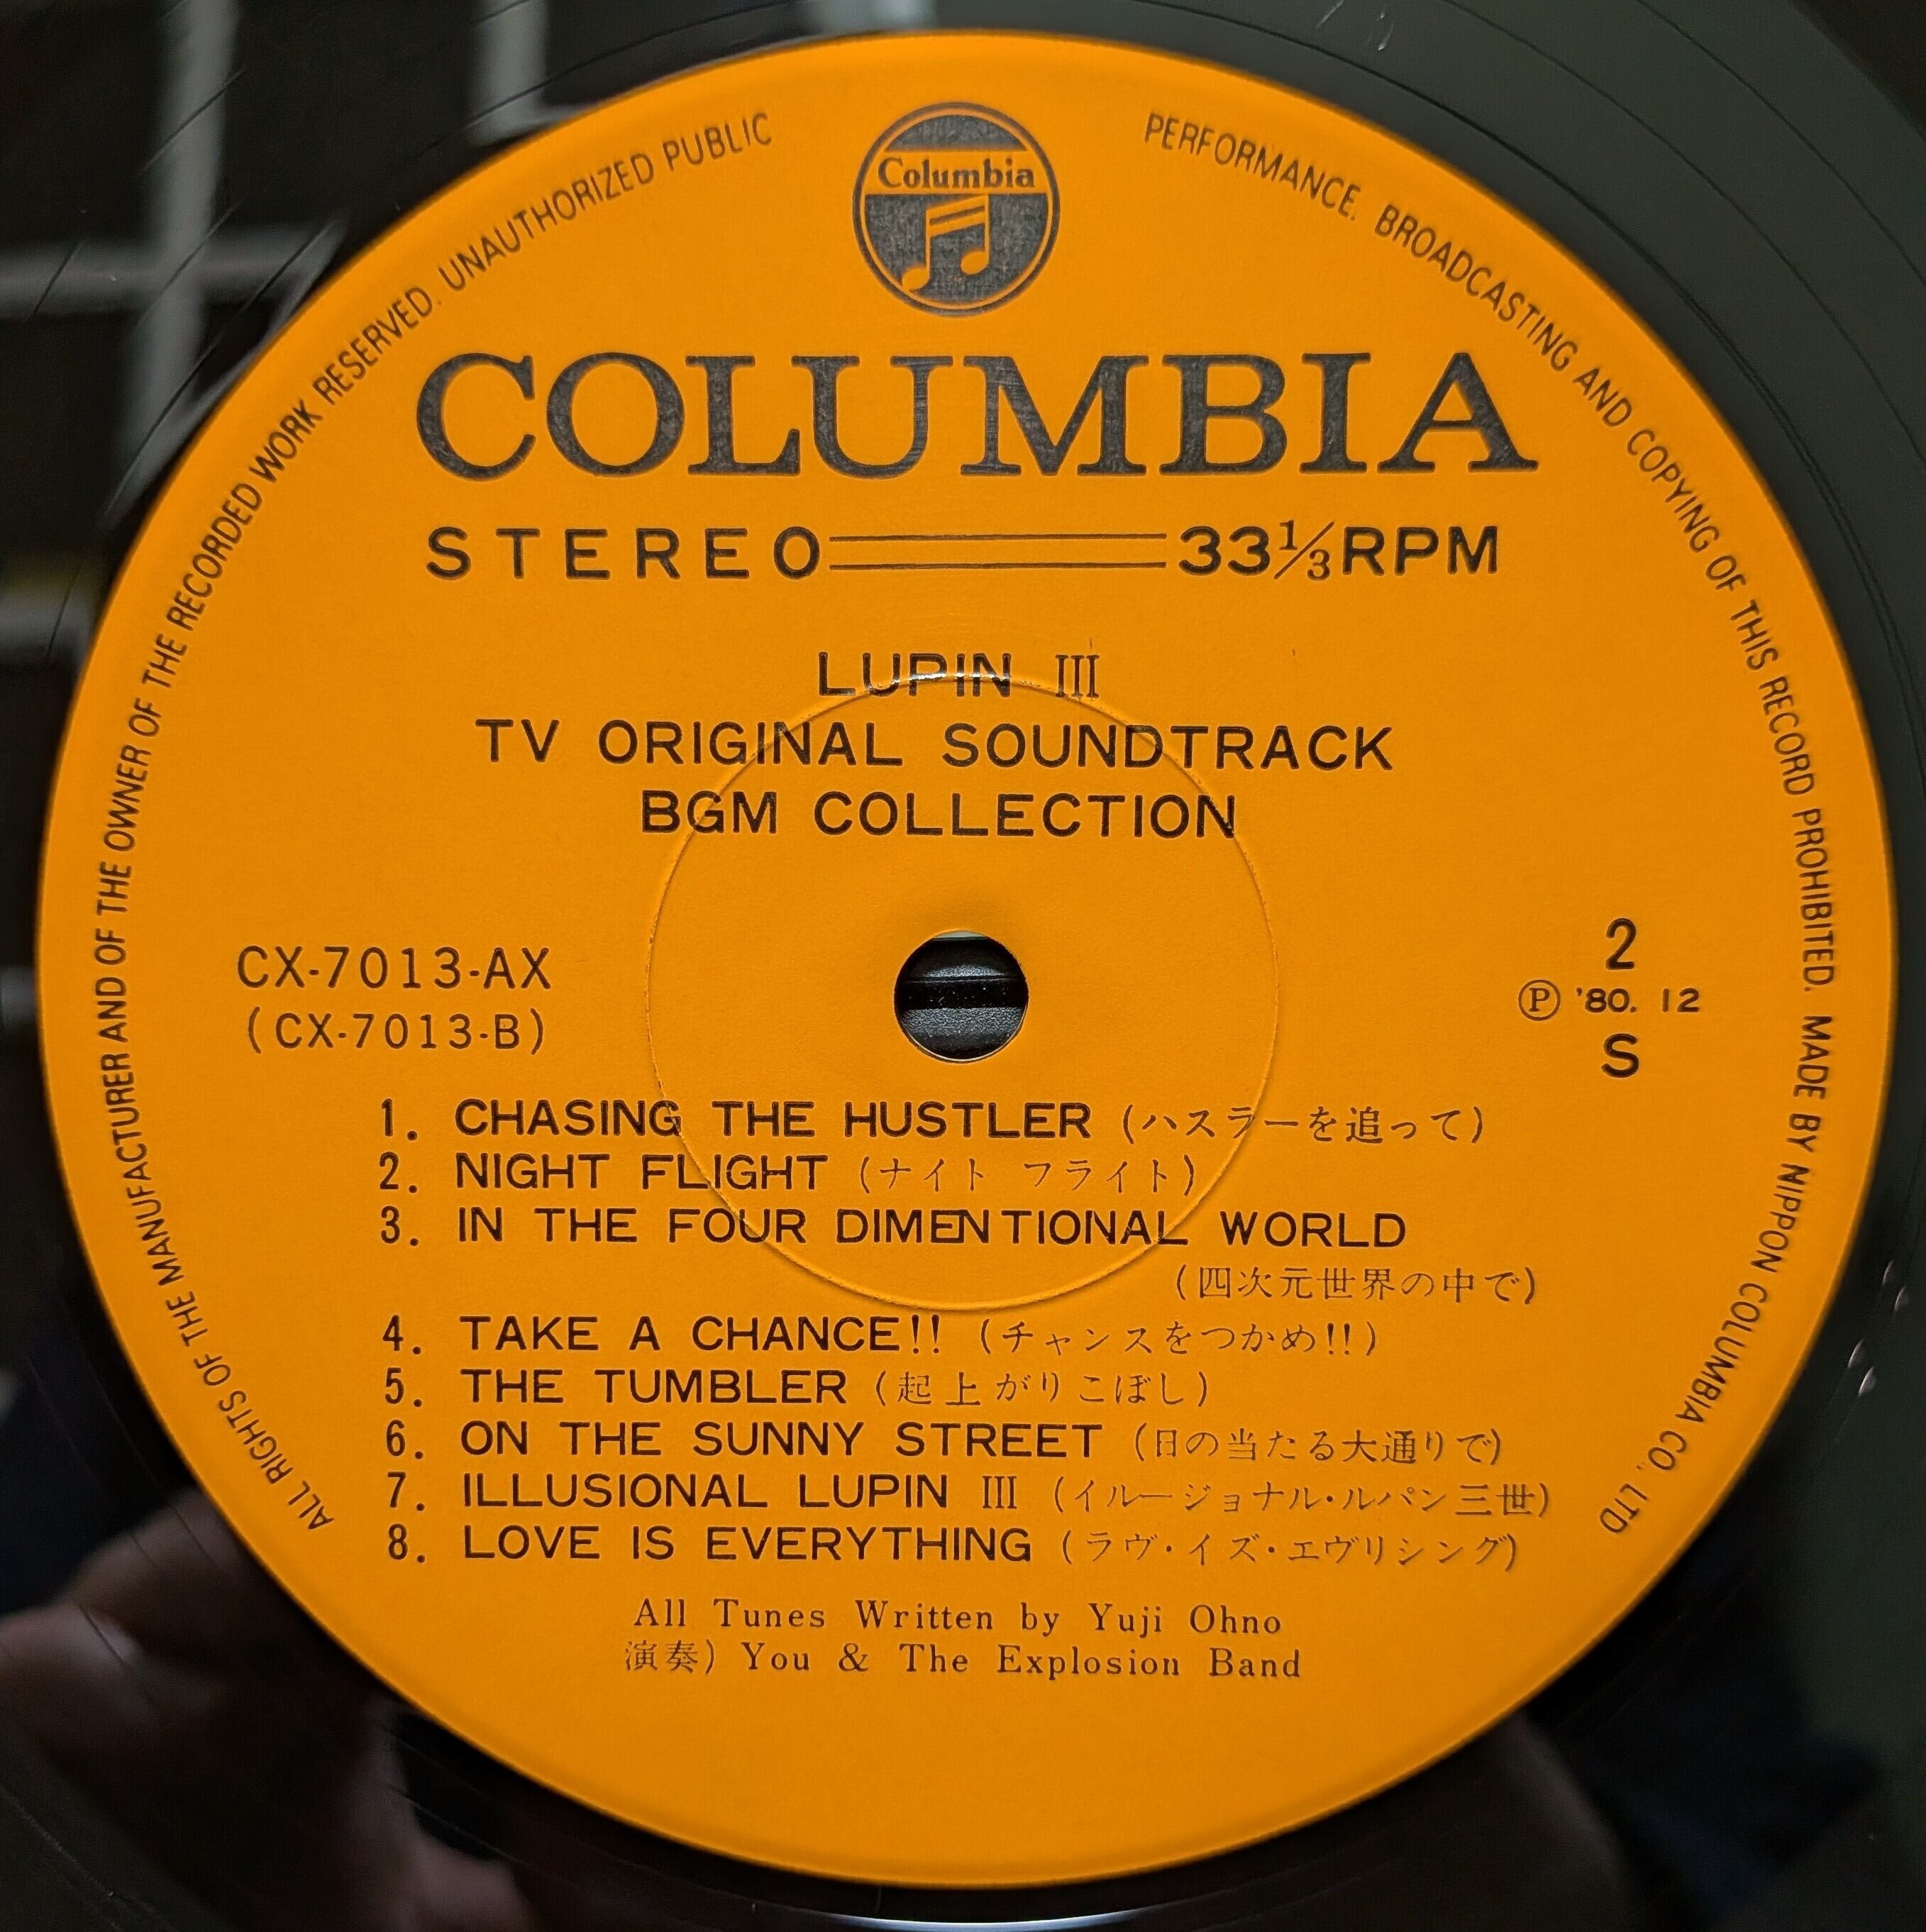 ALL RIGHTS OF THE MANUFACTURER AND OF THE OWNER OF THE RECORDED WORK RESERVED. UNAUTHORIZED PUBLIC PERFORMANCE. BROADCASTING AND COPYING OF THIS RECORD PROHIBITED. MADE BY NIPPON COLUMBIA CO., LTD
Columbia
COLUMBIA
STEREO 33⅓RPM
LUPIN III
TV ORIGINAL SOUNDTRACK
BGM COLLECTION
CX-7013-AX
(CX-7013-B)
2
Ⓟ '80. 12
S
1. CHASING THE HUSTLER (ハスラーを追って)
2. NIGHT FLIGHT (ナイト フライト)
3. IN THE FOUR DIMENTIONAL WORLD
(四次元世界の中で)
4. TAKE A CHANCE!! (チャンスをつかめ!!)
5. THE TUMBLER (起上がりこぼし)
6. ON THE SUNNY STREET (日の当たる大通りで)
7. ILLUSIONAL LUPIN III (イルージョナル・ルパン三世)
8. LOVE IS EVERYTHING (ラヴ・イズ・エヴリシング)
All Tunes Written by Yuji Ohno
演奏) You & The Explosion Band